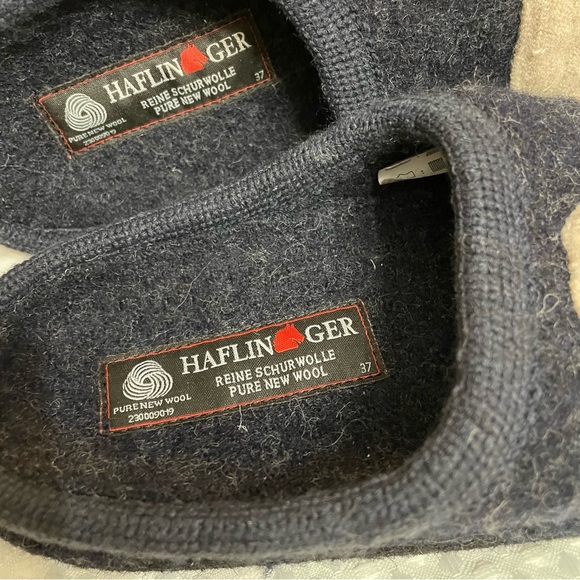 HAFLINGER
REINE SCHURWOLLE
PURE NEW WOOL
37
PURE NEW WOOL
230009019
HAFLINGER
REINE SCHURWOLLE
PURE NEW WOOL
37
PURE NEW WOOL
230009019